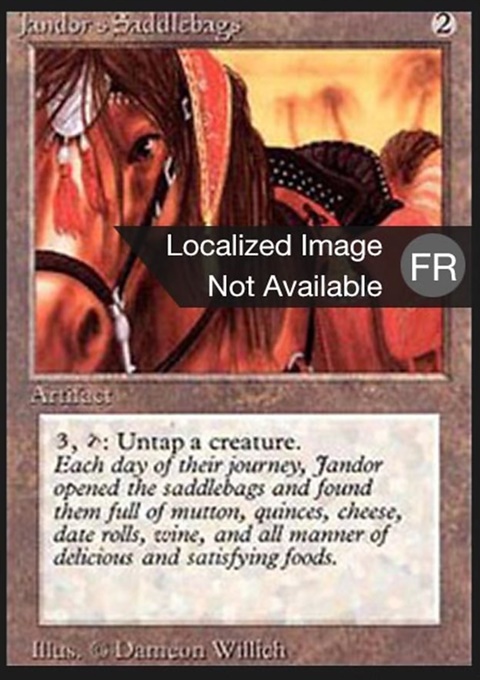 Jandor's Saddlebags 2
Localized Image
Not Available
FR
Artifact
3, : Untap a creature.
Each day of their journey, Jandor
opened the saddlebags and found
them full of mutton, quinces, cheese,
date rolls, wine, and all manner of
delicious and satisfying foods.
Illus. © Dameon Willich